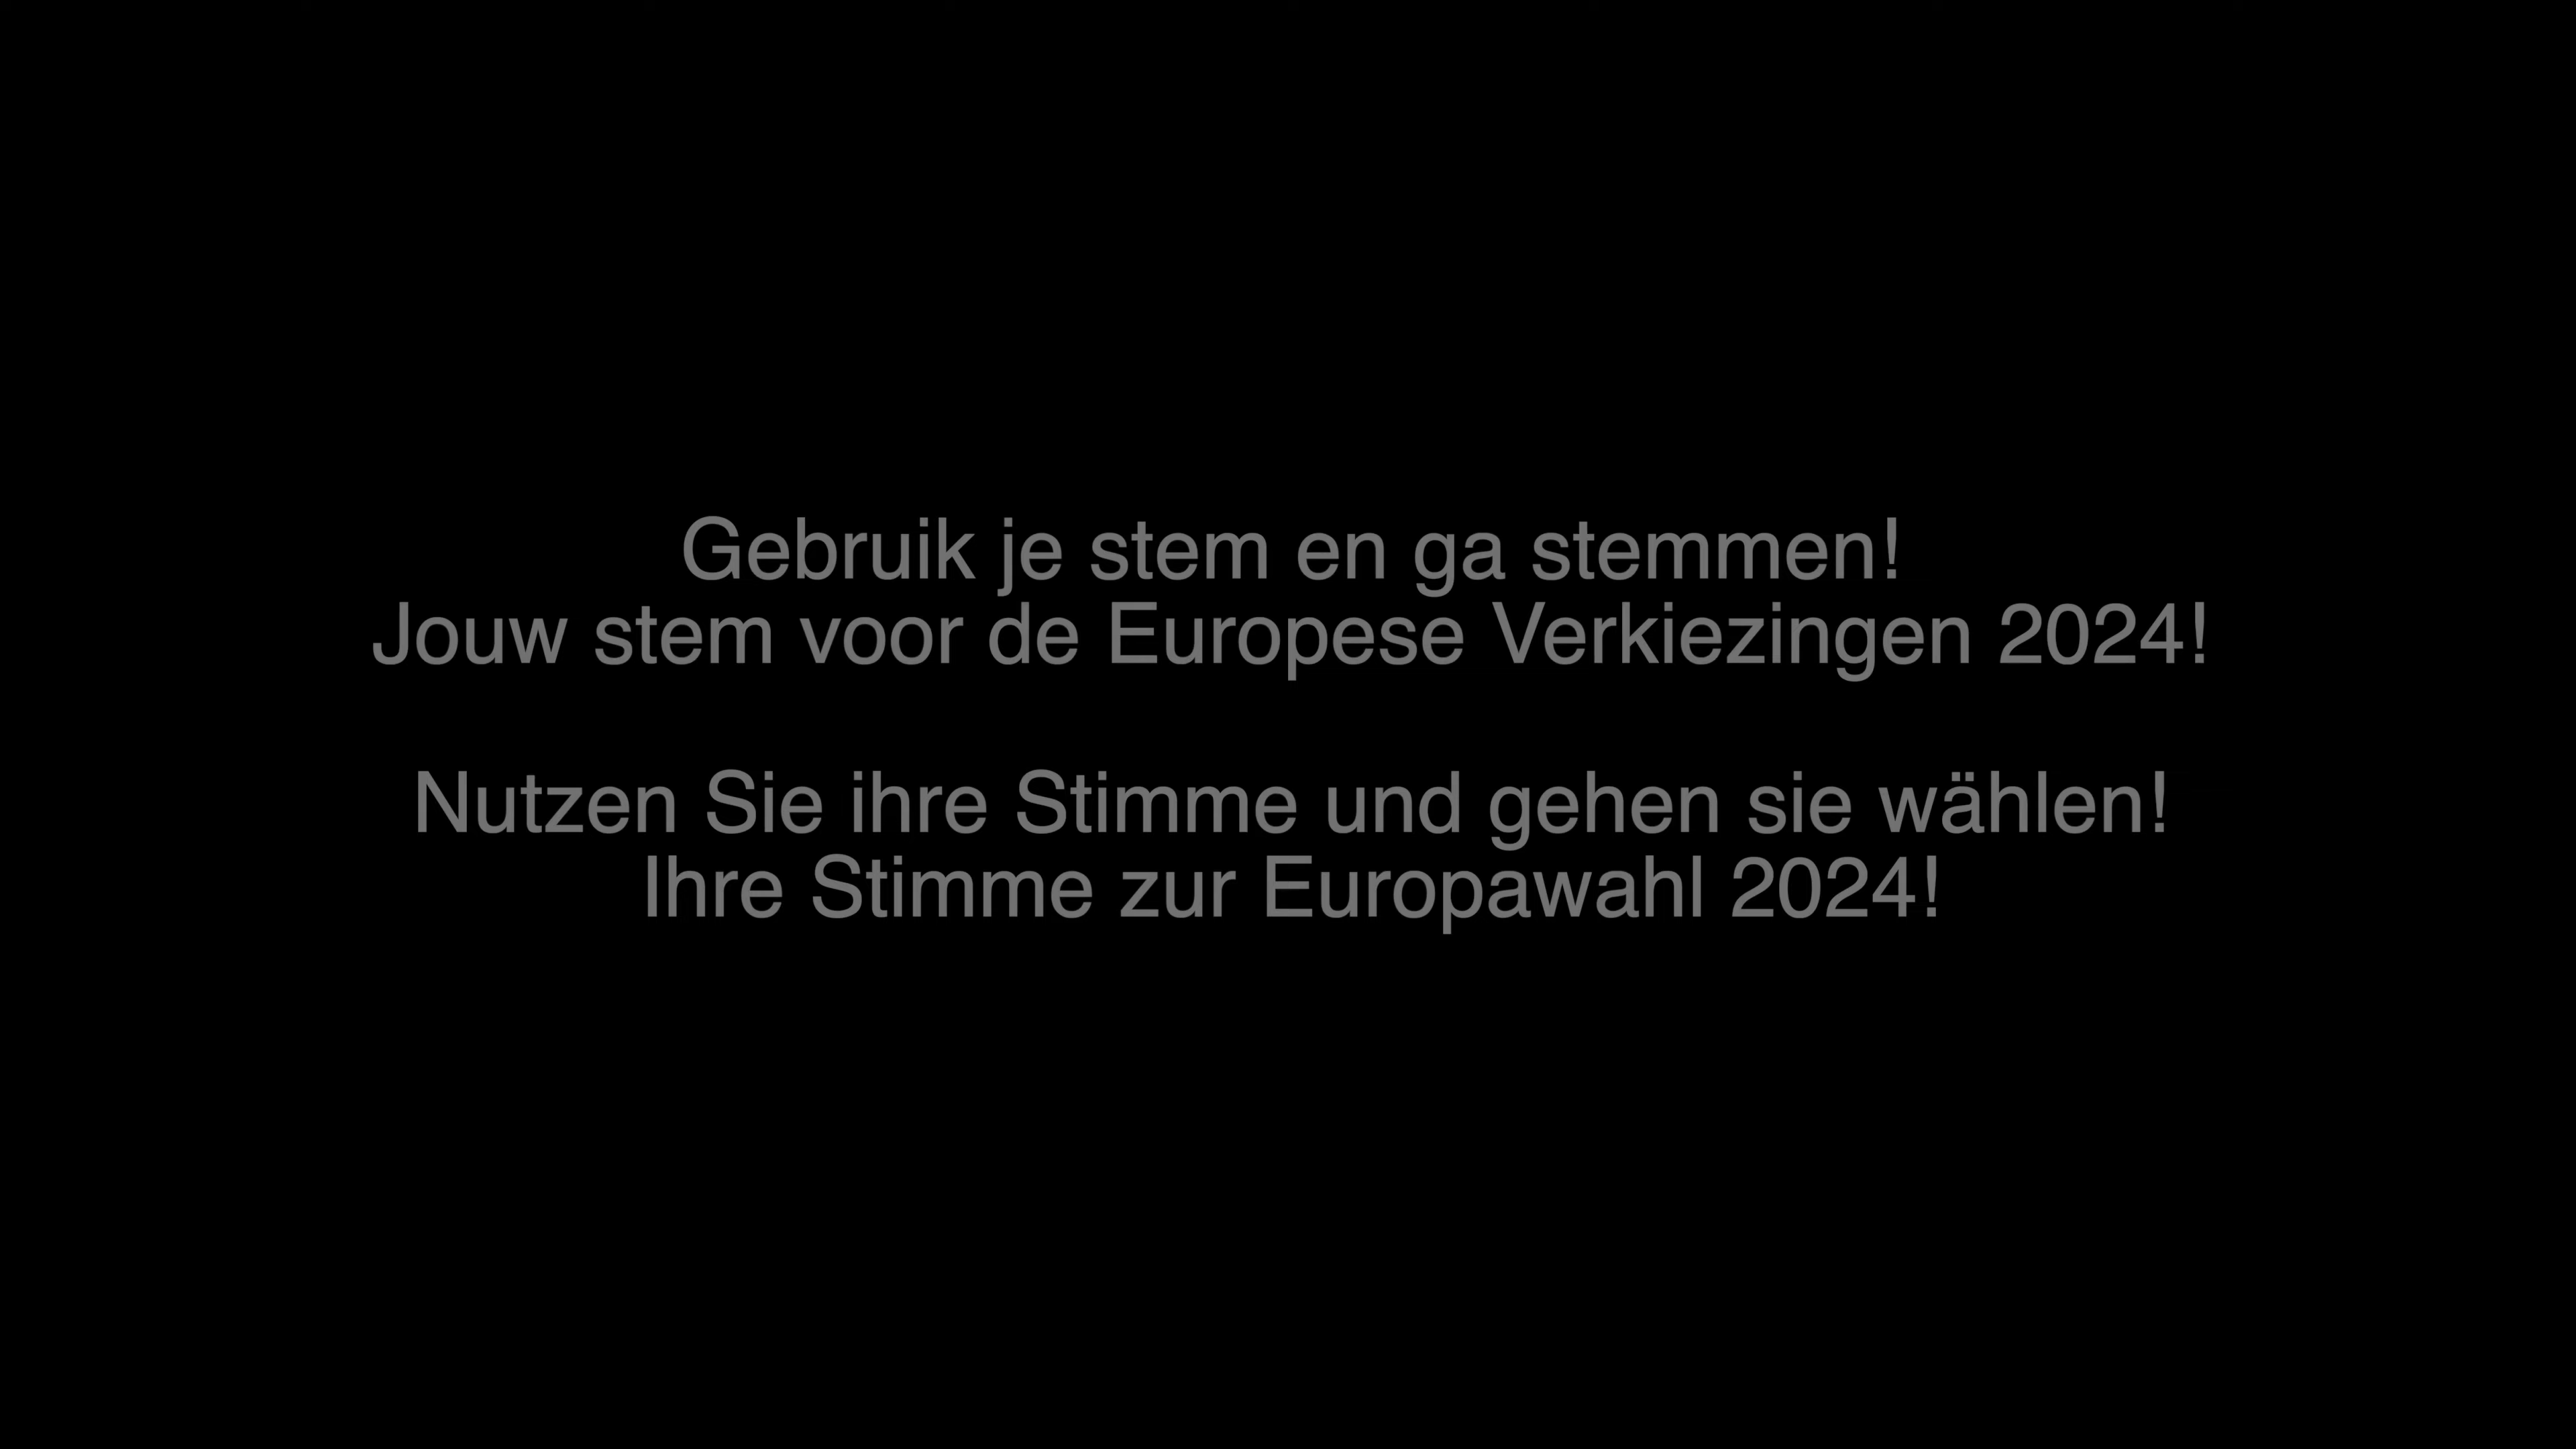 Gebruik je stem en ga stemmen!
Jouw stem voor de Europese Verkiezingen 2024!
Nutzen Sie ihre Stimme und gehen sie wählen!
Ihre Stimme zur Europawahl 2024!